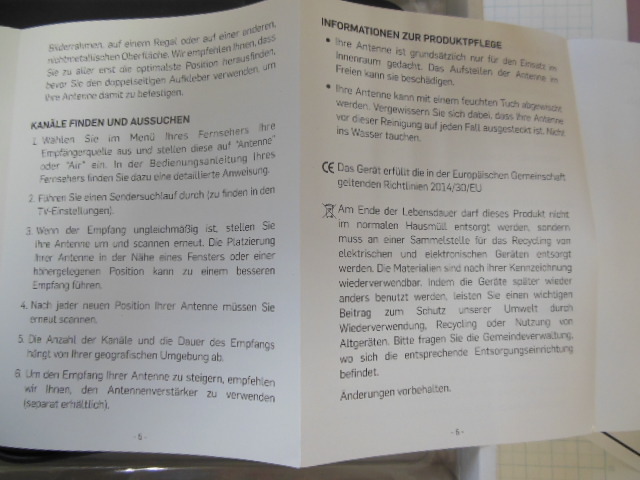 Bilderrahmen, auf einem Regal oder auf einer anderen,
nichtmetallischen Oberfläche. Wir empfehlen Ihnen, dass
Sie zu aller erst die optimalste Position herausfinden,
bevor Sie den doppelseitigen Aufkleber verwenden, um
Ihre Antenne damit zu befestigen.
KANÄLE FINDEN UND AUSSUCHEN
1. Wählen Sie im Menü Ihres Fernsehers Ihre
Empfängerquelle aus und stellen diese auf "Antenne"
oder "Air" ein. In der Bedienungsanleitung Ihres
Fernsehers finden Sie dazu eine detaillierte Anweisung.
2. Führen Sie einen Sendersuchlauf durch (zu finden in den
TV-Einstellungen).
3. Wenn der Empfang ungleichmäßig ist, stellen Sie
Ihre Antenne um und scannen erneut. Die Platzierung
Ihrer Antenne in der Nähe eines Fensters oder einer
höhergelegenen Position kann zu einem besseren
Empfang führen.
4. Nach jeder neuen Position Ihrer Antenne müssen Sie
erneut scannen.
5. Die Anzahl der Kanäle und die Dauer des Empfangs
hängt von Ihrer geografischen Umgebung ab.
6. Um den Empfang Ihrer Antenne zu steigern, empfehlen
wir Ihnen, den Antennenverstärker zu verwenden
(separat erhältlich).
INFORMATIONEN ZUR PRODUKTPFLEGE
• Ihre Antenne ist grundsätzlich nur für den Einsatz im
Innenraum gedacht. Das Aufstellen der Antenne im
Freien kann sie beschädigen.
• Ihre Antenne kann mit einem feuchten Tuch abgewischt
werden. Vergewissern Sie sich dabei, dass Ihre Antenne
vor dieser Reinigung auf jeden Fall ausgesteckt ist. Nicht
ins Wasser tauchen.
CE Das Gerät erfüllt die in der Europäischen Gemeinschaft
geltenden Richtlinien 2014/30/EU
Am Ende der Lebensdauer darf dieses Produkt nicht
im normalen Hausmüll entsorgt werden, sondern
muss an einer Sammelstelle für das Recycling von
elektrischen und elektronischen Geräten entsorgt
werden. Die Materialien sind nach ihrer Kennzeichnung
wiederverwendbar. Indem die Geräte später wieder
anders benutzt werden, leisten Sie einen wichtigen
Beitrag zum Schutz unserer Umwelt durch
Wiederverwendung, Recycling oder Nutzung von
Altgeräten. Bitte fragen Sie die Gemeindeverwaltung,
wo sich die entsprechende Entsorgungseinrichtung
befindet.
Änderungen vorbehalten.